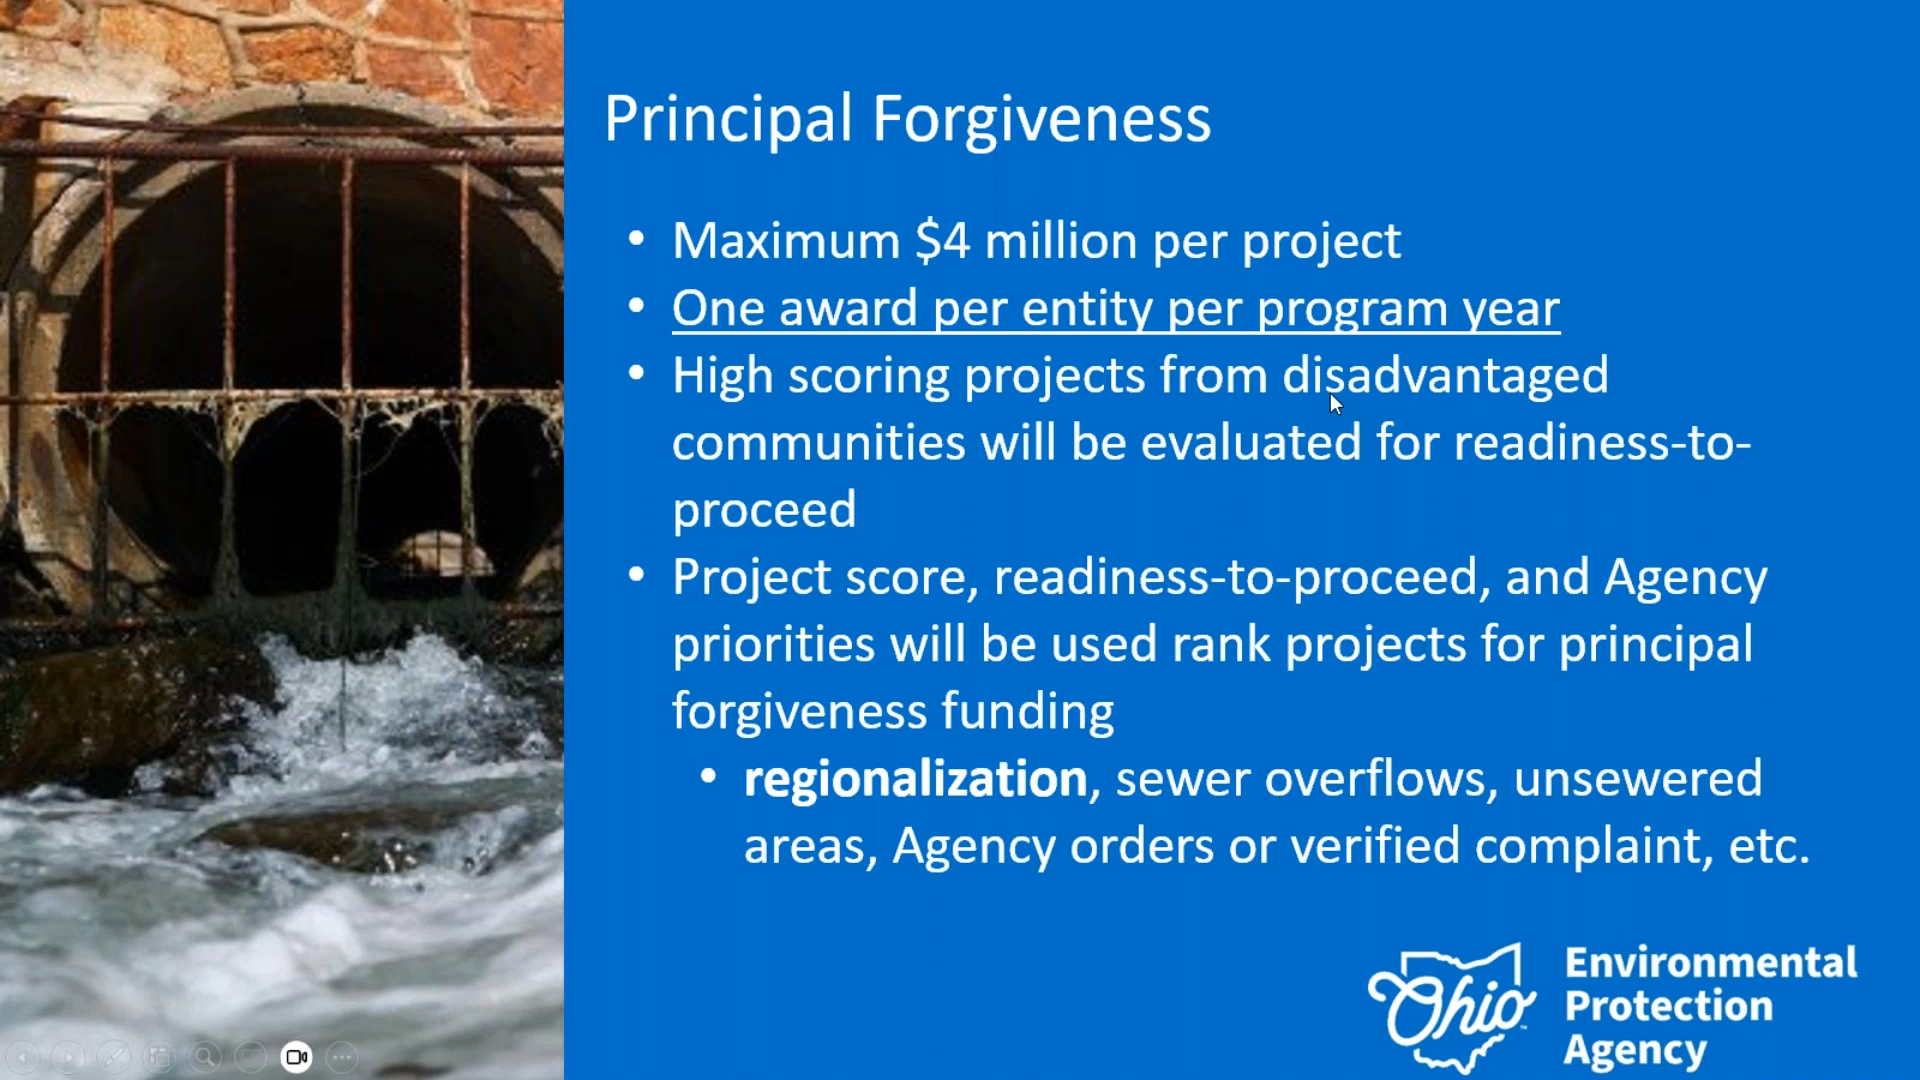 Principal Forgiveness
• Maximum $4 million per project
• One award per entity per program year
• High scoring projects from disadvantaged
communities will be evaluated for readiness-to-
proceed
• Project score, readiness-to-proceed, and Agency
priorities will be used rank projects for principal
forgiveness funding
• regionalization, sewer overflows, unsewered
areas, Agency orders or verified complaint, etc.
Ohio
Environmental
Protection
Agency